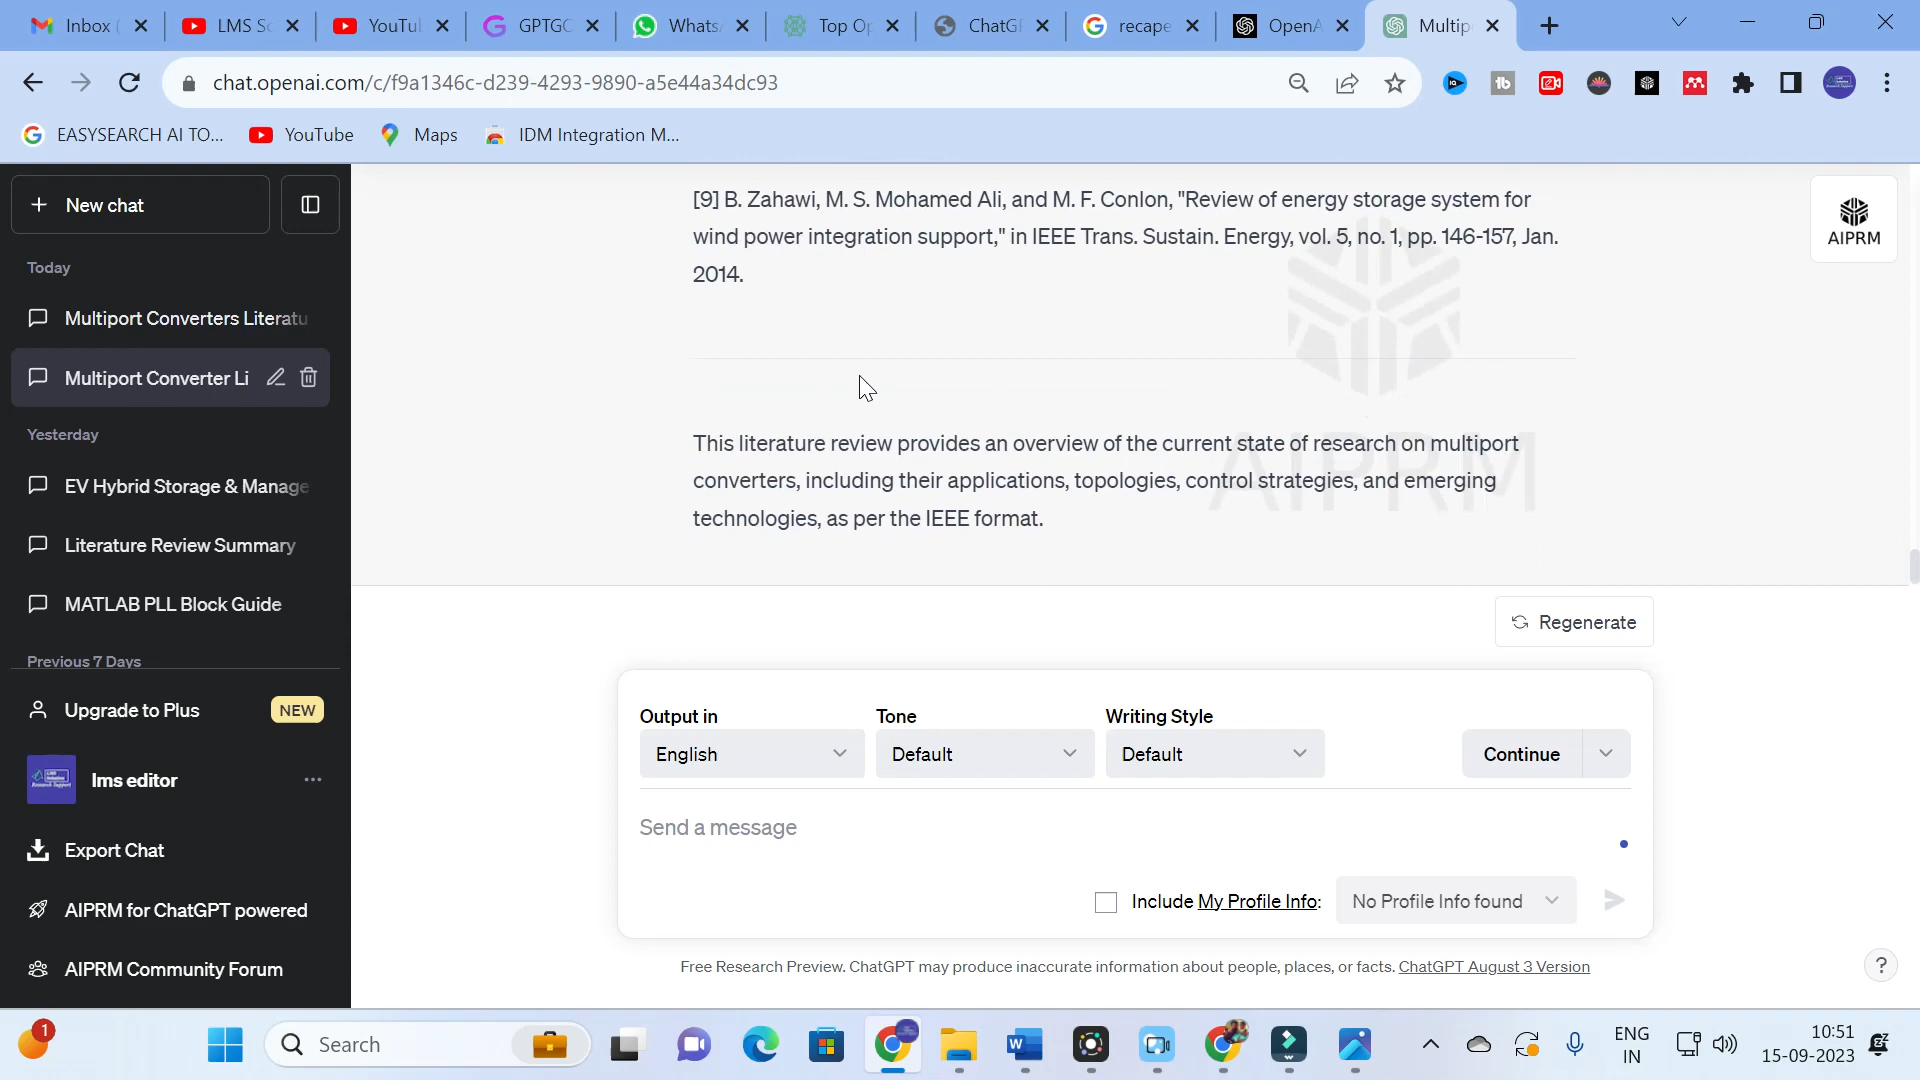 Inbox (
LMS Sc
YouTu
GPTGC
Whats
Top Op
ChatGF
recape
OpenA
Multip
chat.openai.com/c/f9a1346c-d239-4293-9890-a5e44a34dc93
EASYSEARCH AI TO...
YouTube
Maps
IDM Integration M...
New chat
Today
Multiport Converters Literatu
Multiport Converter Li
Yesterday
EV Hybrid Storage & Manage
Literature Review Summary
MATLAB PLL Block Guide
Previous 7 Days
Upgrade to Plus
NEW
lms editor
Export Chat
AIPRM for ChatGPT powered
AIPRM Community Forum
[9] B. Zahawi, M. S. Mohamed Ali, and M. F. Conlon, "Review of energy storage system for
wind power integration support," in IEEE Trans. Sustain. Energy, vol. 5, no. 1, pp. 146-157, Jan.
2014.
AIPRM
This literature review provides an overview of the current state of research on multiport
converters, including their applications, topologies, control strategies, and emerging
technologies, as per the IEEE format.
AIPRM
Regenerate
Output in
Tone
Writing Style
English
Default
Default
Continue
Send a message
Include My Profile Info:
No Profile Info found
Free Research Preview. ChatGPT may produce inaccurate information about people, places, or facts. ChatGPT August 3 Version
?
1
Search
ENG
IN
10:51
15-09-2023